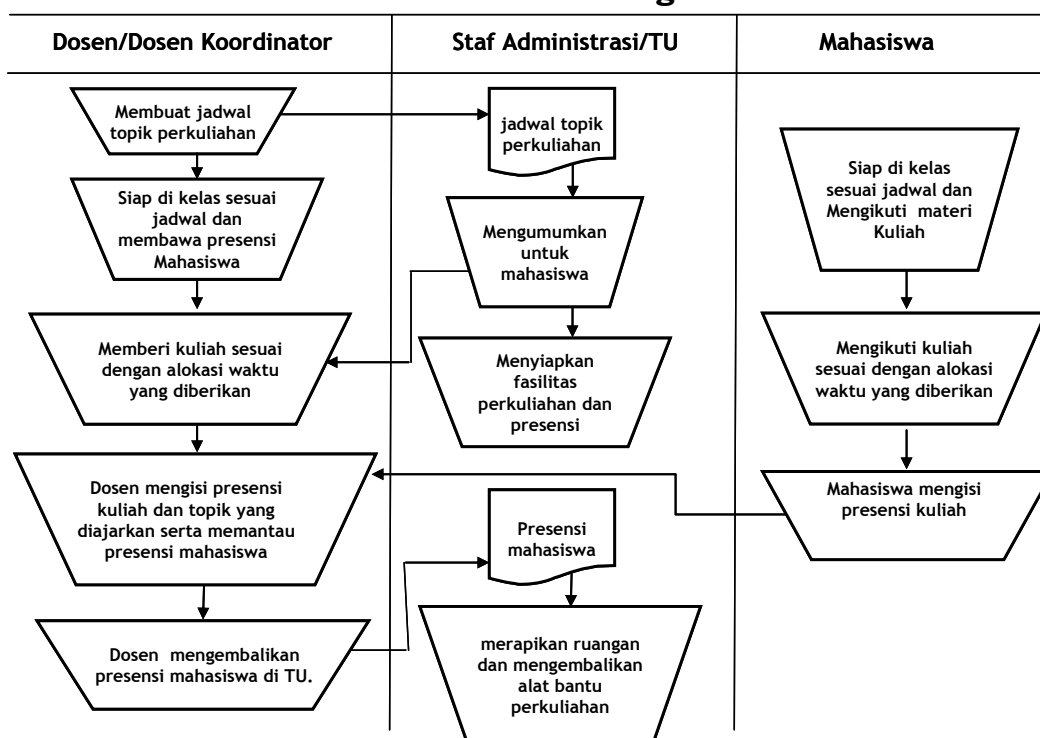 Dosen/Dosen Koordinator
Staf Administrasi/TU
Mahasiswa
Membuat jadwal
topik perkuliahan
Siap di kelas sesuai
jadwal dan
membawa presensi
Mahasiswa
Memberi kuliah sesuai
dengan alokasi waktu
yang diberikan
Dosen mengisi presensi
kuliah dan topik yang
diajarkan serta memantau
presensi mahasiswa
Dosen  mengembalikan
presensi mahasiswa di TU.
jadwal topik
perkuliahan
Mengumumkan
untuk
mahasiswa
Menyiapkan
fasilitas
perkuliahan dan
presensi
Presensi
mahasiswa
merapikan ruangan
dan mengembalikan
alat bantu
perkuliahan
Siap di kelas
sesuai jadwal dan
Mengikuti  materi
Kuliah
Mengikuti kuliah
sesuai dengan alokasi
waktu yang diberikan
Mahasiswa mengisi
presensi kuliah